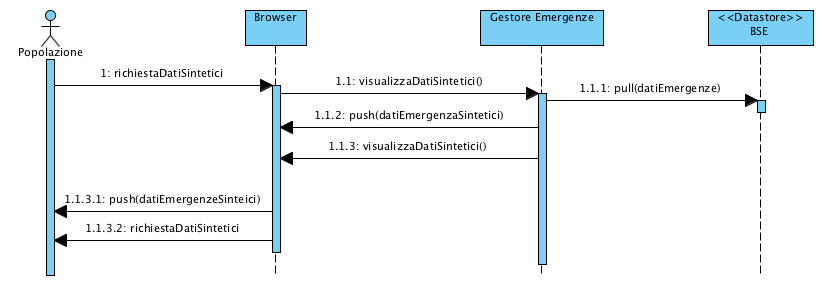 Popolazione
Browser
Gestore Emergenze
<<Datastore>>
BSE
1: richiestaDatiSintetici
1.1: visualizzaDatiSintetici()
1.1.1: pull(datiEmergenze)
1.1.2: push(datiEmergenzaSintetici)
1.1.3: visualizzaDatiSintetici()
1.1.3.1: push(datiEmergenzeSinteici)
1.1.3.2: richiestaDatiSintetici